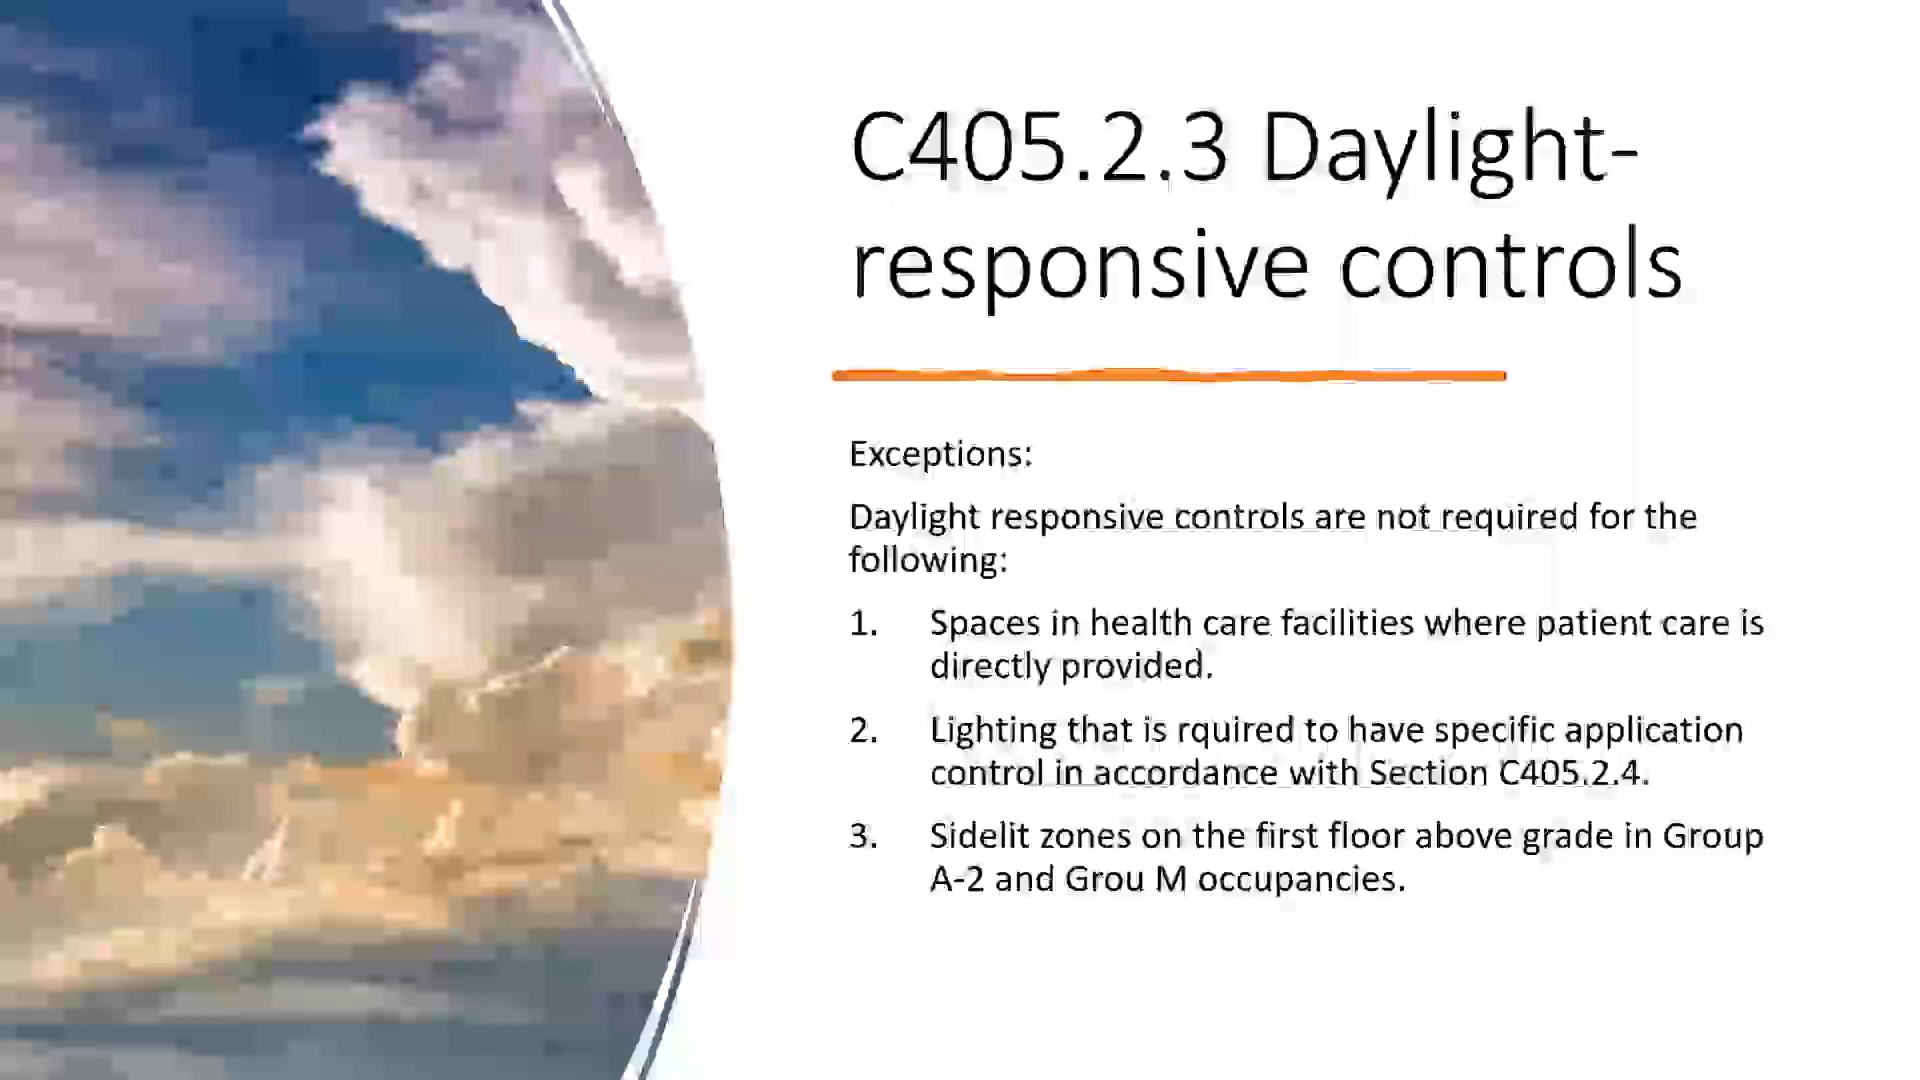 C405.2.3 Daylight-
responsive controls
Exceptions:
Daylight responsive controls are not required for the
following:
1. Spaces in health care facilities where patient care is
directly provided.
2. Lighting that is rquired to have specific application
control in accordance with Section C405.2.4.
3. Sidelit zones on the first floor above grade in Group
A-2 and Grou M occupancies.